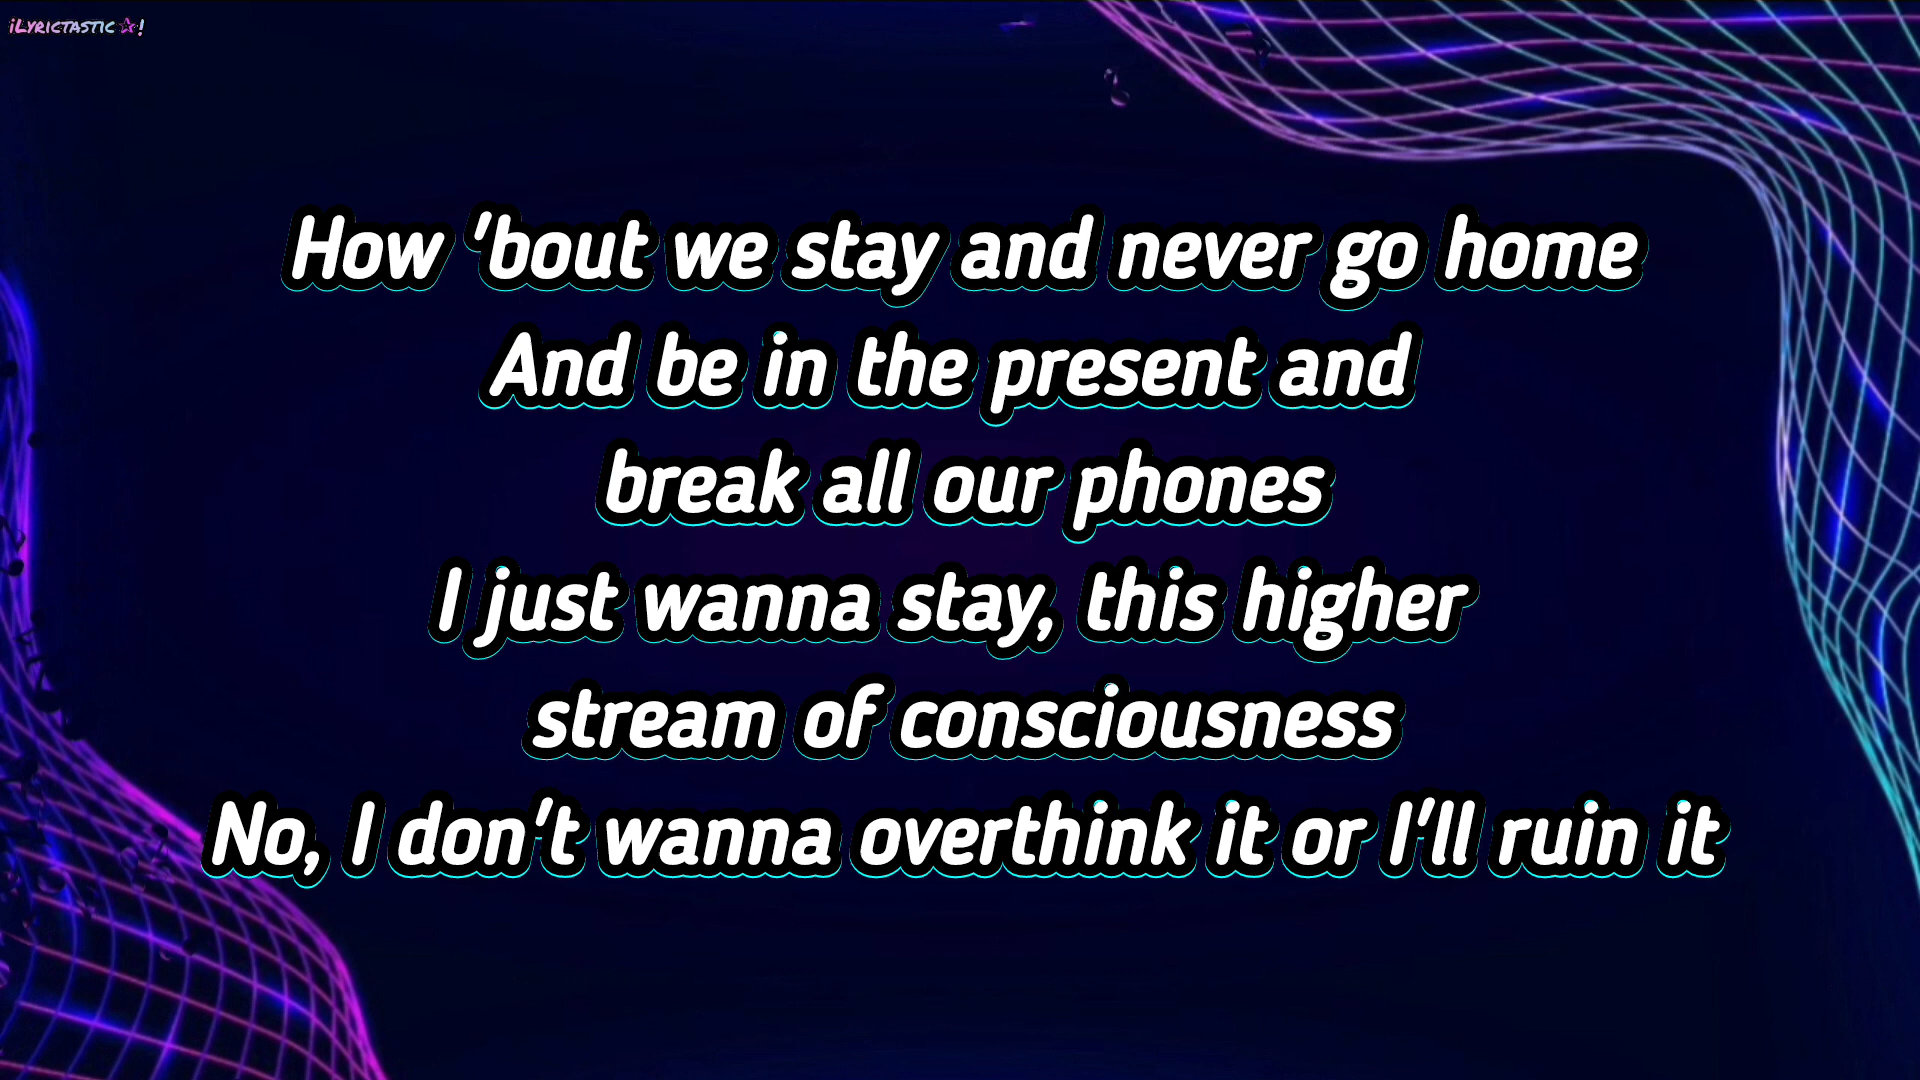 iLyrictastic☆!
How 'bout we stay and never go home
And be in the present and
break all our phones
I just wanna stay, this higher
stream of consciousness
No, I don't wanna overthink it or I'll ruin it